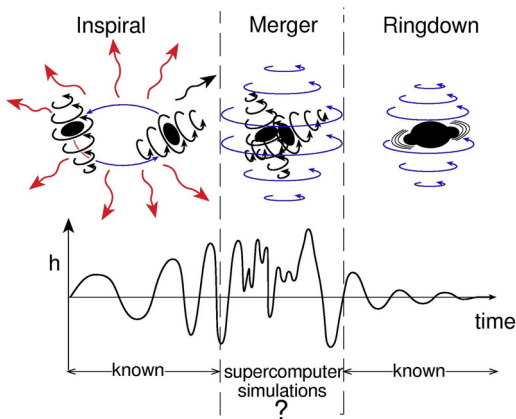 Inspiral
Merger
Ringdown
h
time
known
supercomputer
simulations
?
known